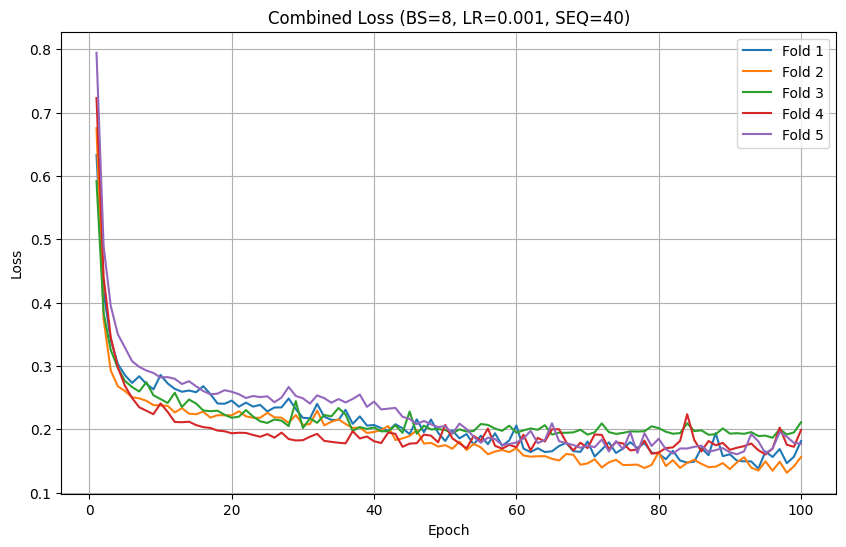 Combined Loss (BS=8, LR=0.001, SEQ=40)
Fold 1
Fold 2
Fold 3
Fold 4
Fold 5
Loss
0.8
0.7
0.6
0.5
0.4
0.3
0.2
0.1
0 20 40 60 80 100
Epoch